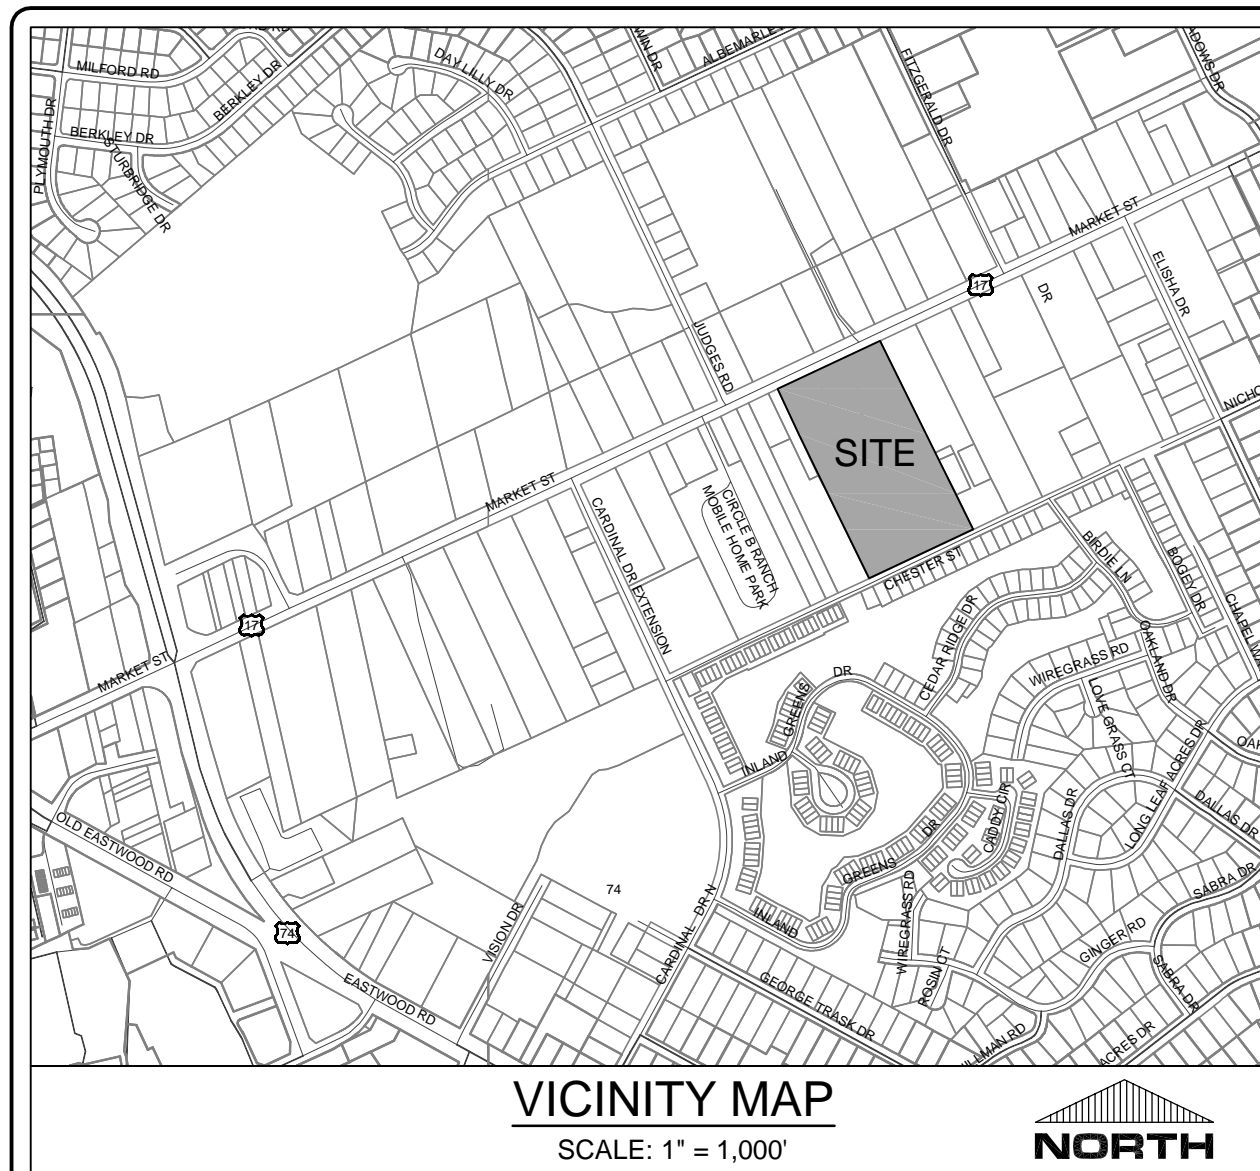 MILFORD RD
PLYMOUTH DR
BERKLEY DR
BERKLEY DR
STURBRIDGE DR
DAY LILLY DR
ALBEMARLE
FITZGERALD DR
MARKET ST
17
DR
ELISHA DR
JUDGES RD
SITE
MARKET ST
CARDINAL DR EXTENSION
CIRCLE B RANCH
MOBILE HOME PARK
CHESTER ST
BIRDIE LN
BOGEY DR
17
MARKET ST
CEDAR RIDGE DR
OAKLAND DR
WIREGRASS RD
LOVE GRASS CT
INLAND
GREENS
DR
LONG LEAF ACRES DR
DALLAS DR
DALLAS DR
CADDY CIR
OLD EASTWOOD RD
74
74
EASTWOOD RD
VISION DR
CARDINAL DR N
INLAND
GREENS
DR
WIREGRASS RD
ROSIN CT
SABRA DR
GINGER RD
SABRA DR
GEORGE TRASK DR
ACRES DR
VICINITY MAP
SCALE: 1" = 1,000'
NORTH